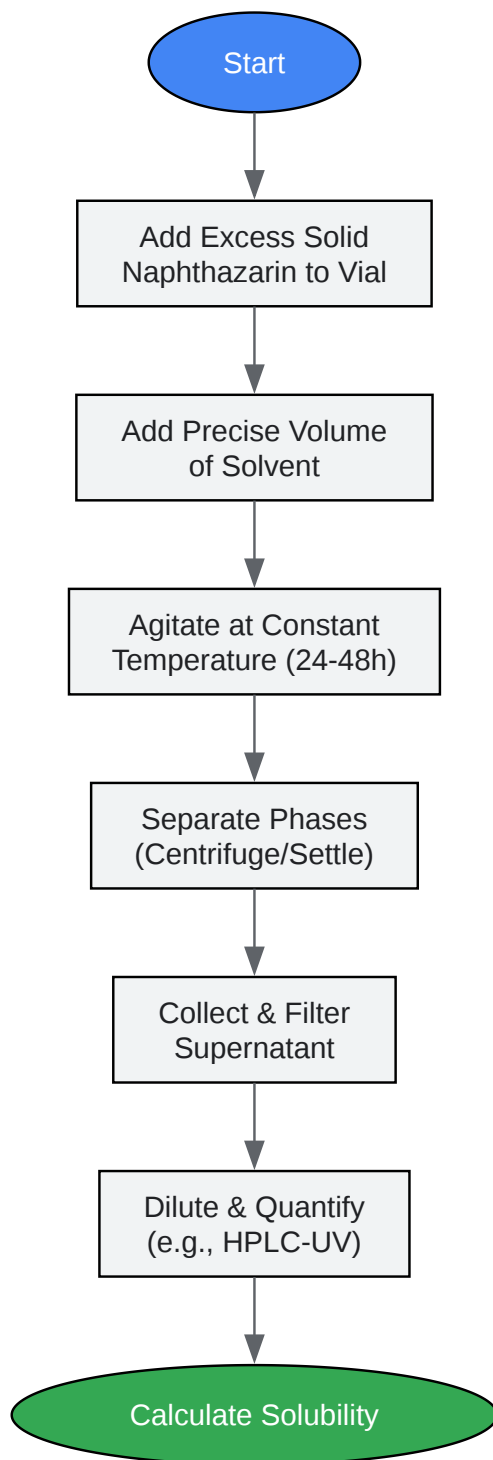 Start
Add Excess Solid
Naphthazarin to Vial
Add Precise Volume
of Solvent
Agitate at Constant
Temperature (24-48h)
Separate Phases
(Centrifuge/Settle)
Collect & Filter
Supernatant
Dilute & Quantify
(e.g., HPLC-UV)
Calculate Solubility